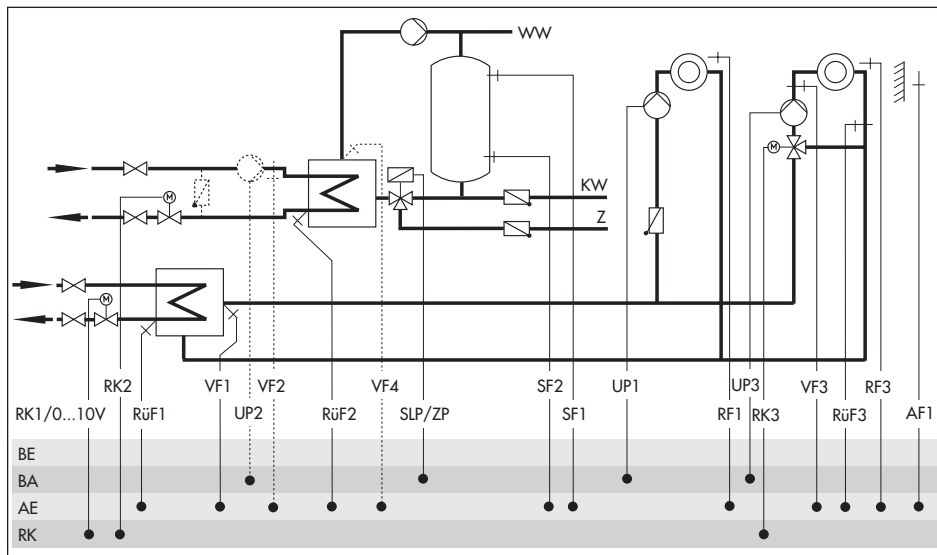 WW
KW
Z
M
M
M
RK1/0...10V
RK2
RüF1
VF1
UP2
VF2
RüF2
VF4
SLP/ZP
SF2
SF1
UP1
RF1
UP3
RK3
VF3
RüF3
RF3
AF1
BE
BA
AE
RK